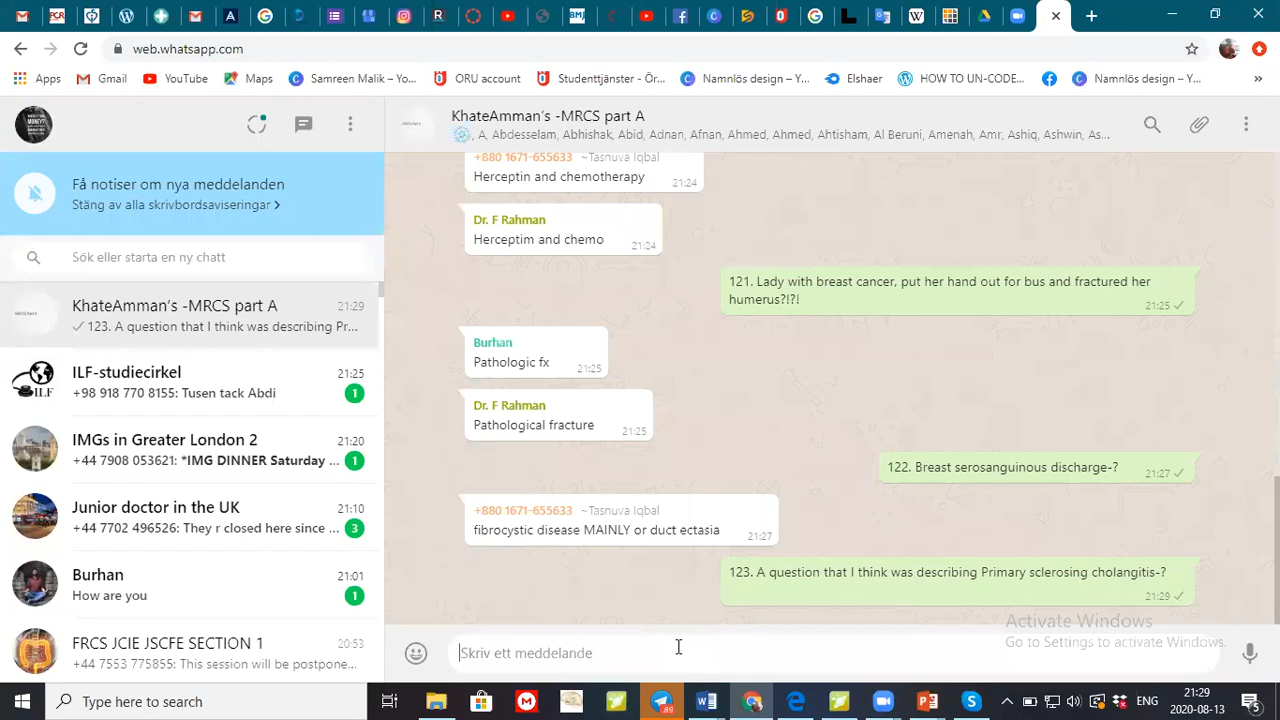 web.whatsapp.com
Apps
Gmail
YouTube
Maps
Samreen Malik – Yo...
ORU account
Studenttjänster - Ör...
Namnlös design – Y...
Elshaer
HOW TO UN-CODE...
Namnlös design – Y...
»
KhateAmman's -MRCS part A
, A, Abdesselam, Abhishak, Abid, Adnan, Afnan, Ahmed, Ahmed, Ahtisham, Al Beruni, Amenah, Amr, Ashiq, Ashwin, As...
Få notiser om nya meddelanden
Stäng av alla skrivbordsaviseringar >
Sök eller starta en ny chatt
KhateAmman's -MRCS part A 21:29
123. A question that I think was describing Pr...
ILF-studiecirkel 21:25
+98 918 770 8155: Tusen tack Abdi 1
IMGs in Greater London 2 21:20
+44 7908 053621: *IMG DINNER Saturday ... 1
Junior doctor in the UK 21:10
+44 7702 496526: They r closed here since ... 3
Burhan 21:01
How are you 1
FRCS JCIE JSCFE SECTION 1 20:53
+44 7553 775855: This session will be postpone...
+880 1671-655633 ~Tasnuva Iqbal
Herceptin and chemotherapy 21:24
Dr. F Rahman
Herceptim and chemo 21:24
121. Lady with breast cancer, put her hand out for bus and fractured her
humerus?!?!
21:25
Burhan
Pathologic fx 21:25
Dr. F Rahman
Pathological fracture 21:25
122. Breast serosanguinous discharge-? 21:27
+880 1671-655633 ~Tasnuva Iqbal
fibrocystic disease MAINLY or duct ectasia 21:27
123. A question that I think was describing Primary sclerosing cholangitis-?
21:29
Skriv ett meddelande
Activate Windows
Go to Settings to activate Windows.
Type here to search
89
ENG
21:29
2020-08-13
5